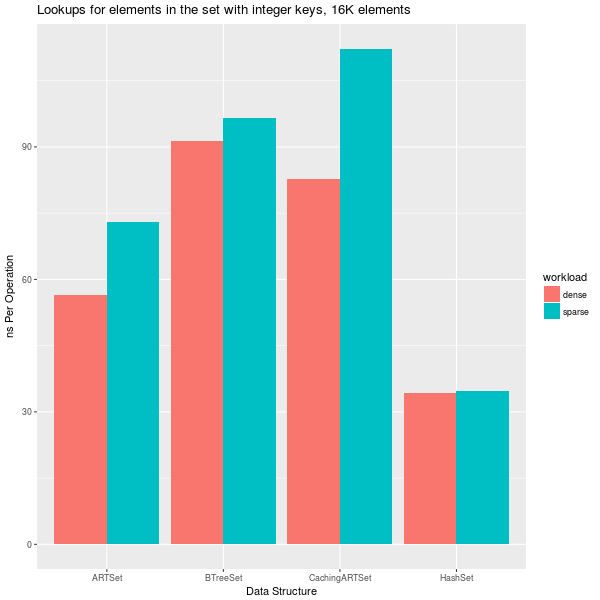 Lookups for elements in the set with integer keys, 16K elements
ns Per Operation
90
60
30
0
ARTSet BTreeSet CachingARTSet HashSet
Data Structure
workload
dense
sparse